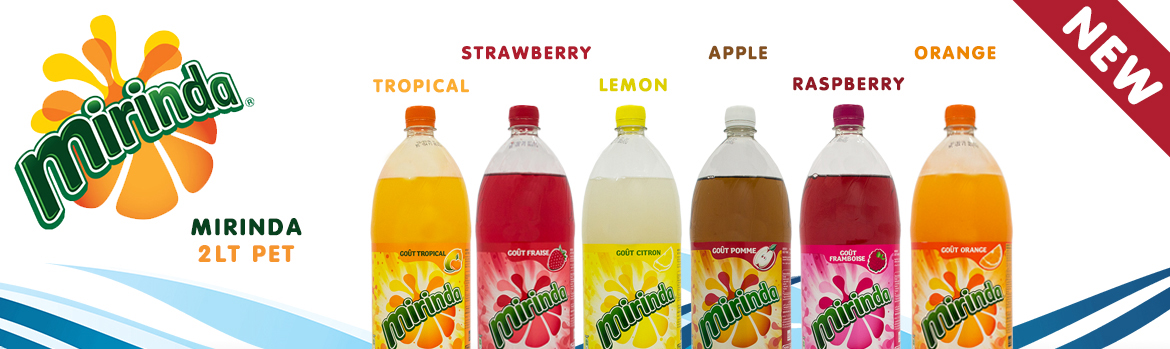 mirinda®
MIRINDA
2LT PET
TROPICAL
STRAWBERRY
LEMON
APPLE
RASPBERRY
ORANGE
NEW
GOÛT TROPICAL
mirinda
GOÛT FRAISE
mirinda
GOÛT CITRON
mirinda
GOÛT POMME
mirinda
GOÛT
FRAMBOISE
mirinda
GOÛT ORANGE
mirinda